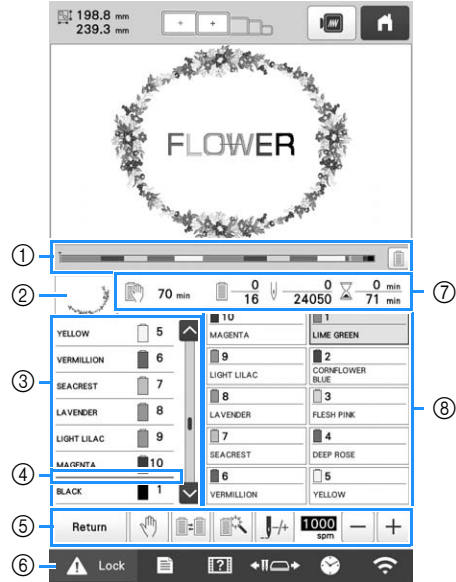 198.8 mm
239.3 mm
FLOWER
①
②
70 min
0
16
0
24050
0 min
71 min
⑦
③
YELLOW 5
VERMILLION 6
SEACREST 7
LAVENDER 8
LIGHT LILAC 9
MAGENTA 10
④
BLACK 1
10
MAGENTA
1
LIME GREEN
9
LIGHT LILAC
2
CORNFLOWER
BLUE
8
LAVENDER
3
FLESH PINK
7
SEACREST
4
DEEP ROSE
6
VERMILLION
5
YELLOW
⑧
⑤
Return
-/+
1000
spm
− +
⑥
Lock